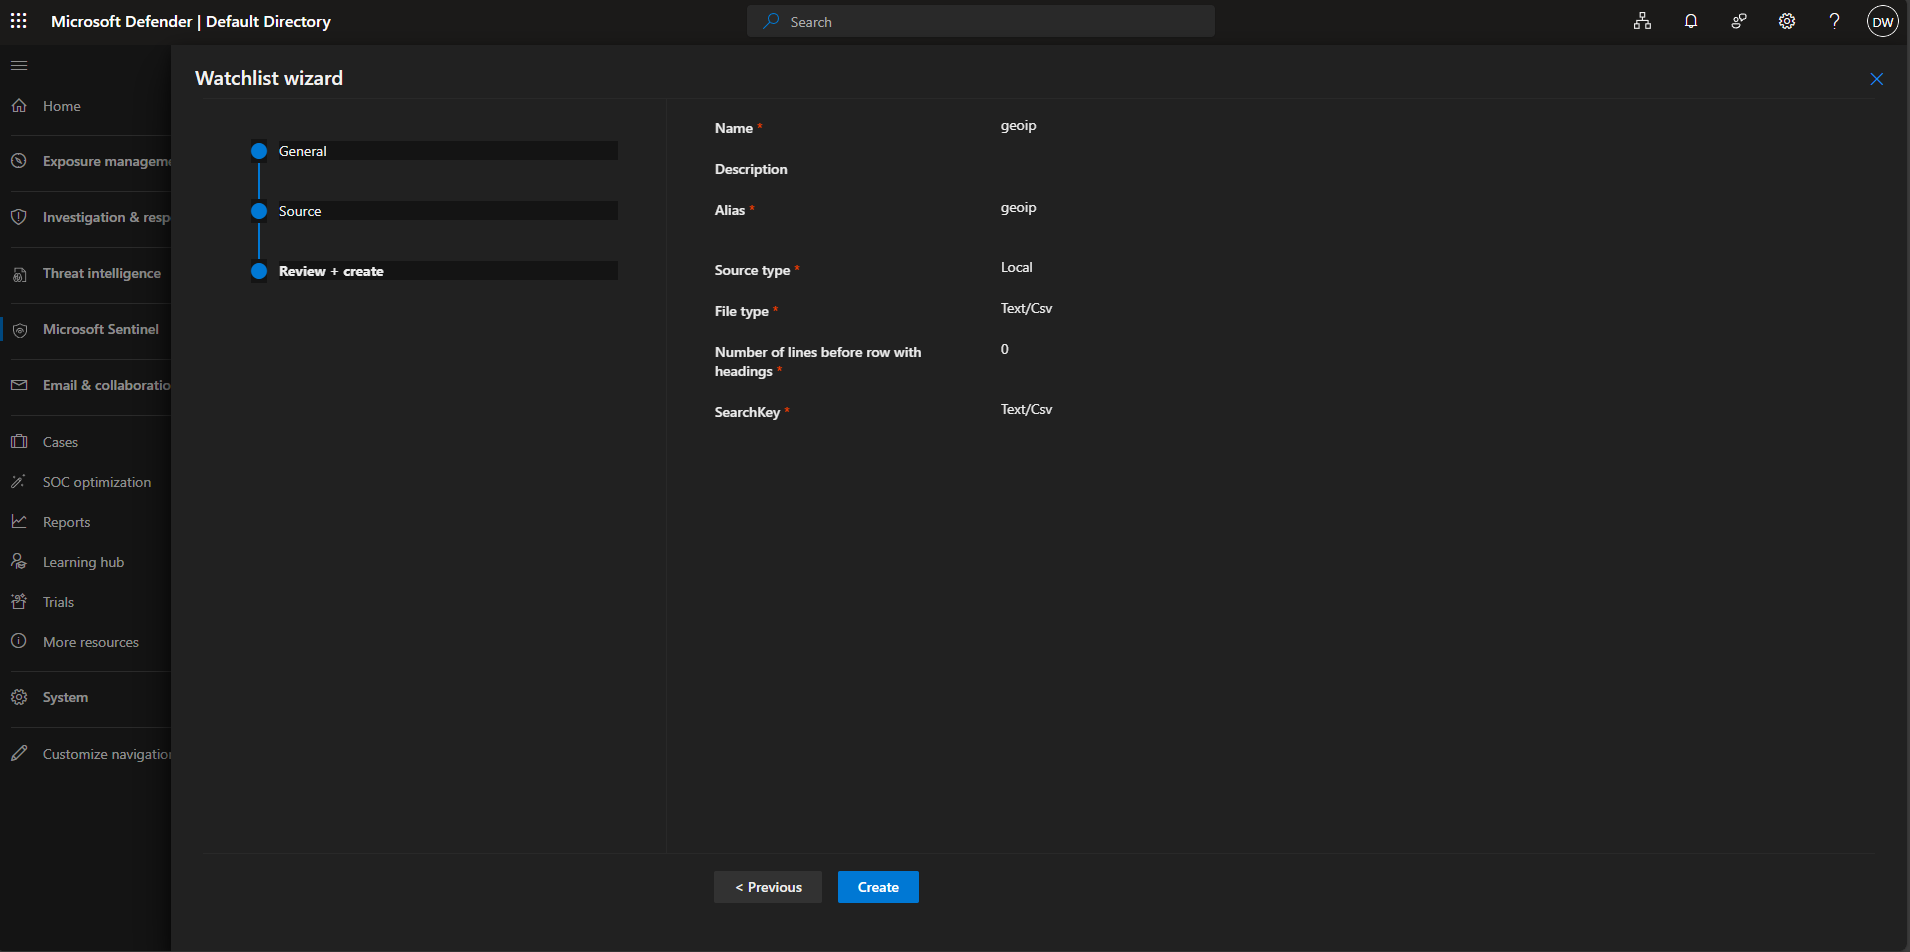 Microsoft Defender | Default Directory
Search
DW
Watchlist wizard
Home
Exposure manageme
Investigation & resp
Threat intelligence
Microsoft Sentinel
Email & collaboratio
Cases
SOC optimization
Reports
Learning hub
Trials
More resources
System
Customize navigation
General
Source
Review + create
Name * geoip
Description
Alias * geoip
Source type * Local
File type * Text/Csv
Number of lines before row with
headings * 0
SearchKey * Text/Csv
< Previous
Create